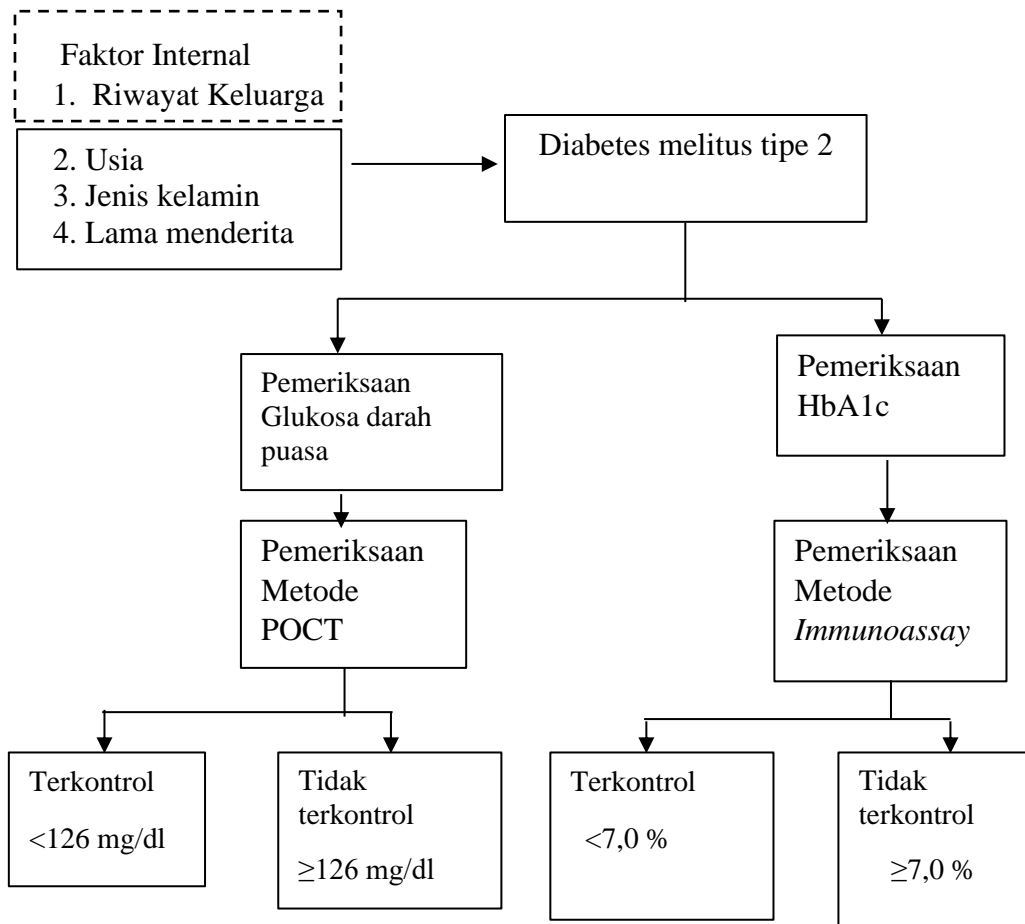 Faktor Internal
1. Riwayat Keluarga
2. Usia
3. Jenis kelamin
4. Lama menderita
Diabetes melitus tipe 2
Pemeriksaan
Glukosa darah
puasa
Pemeriksaan
HbA1c
Pemeriksaan
Metode
POCT
Pemeriksaan
Metode
Immunoassay
Terkontrol
<126 mg/dl
Tidak
terkontrol
≥126 mg/dl
Terkontrol
<7,0 %
Tidak
terkontrol
≥7,0 %